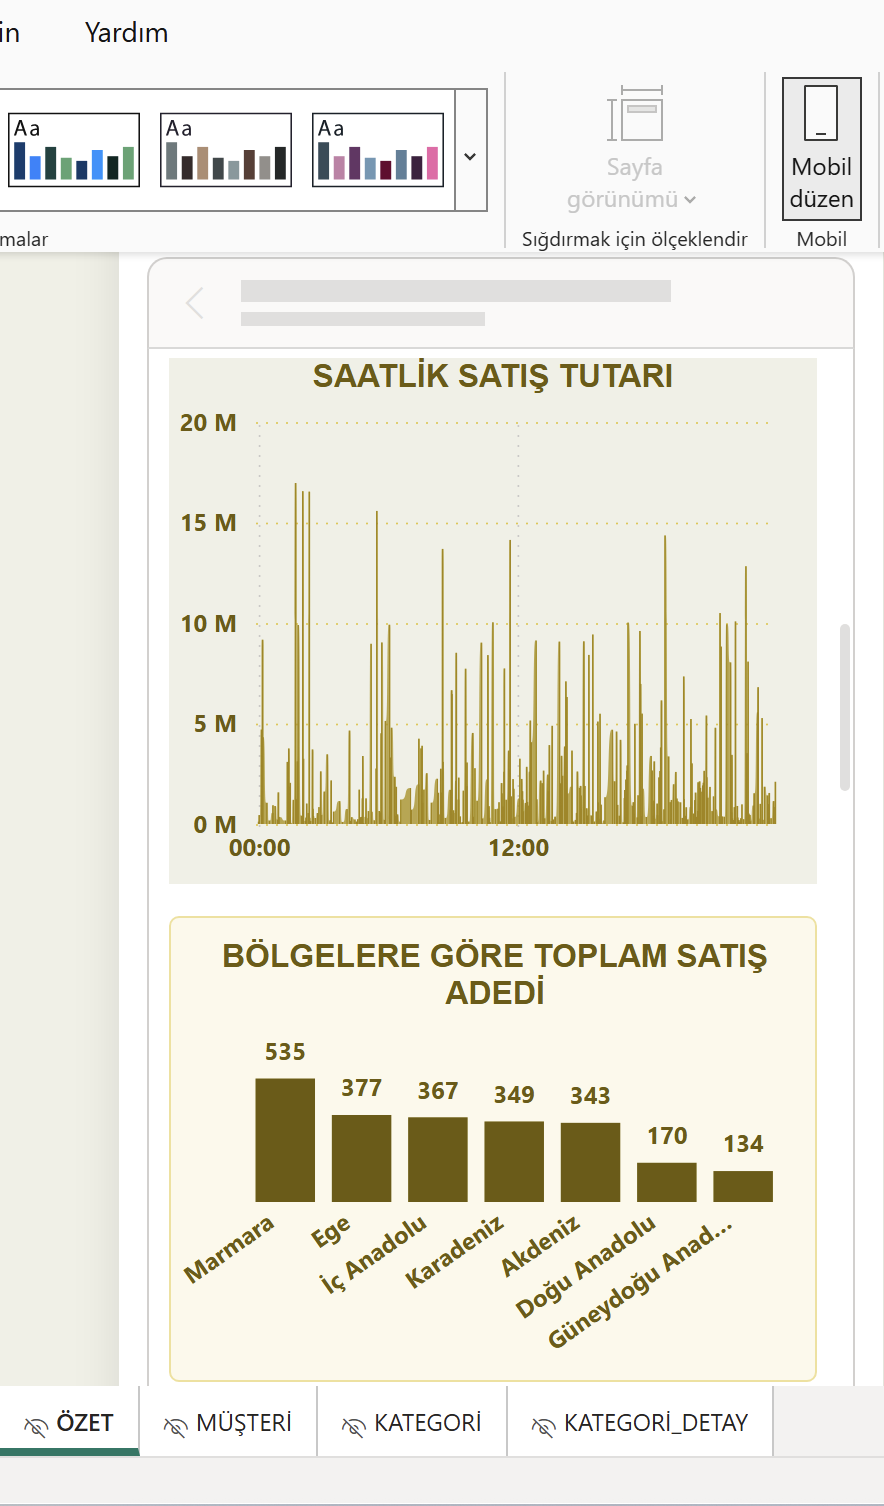 in
Yardım
Aa
Aa
Aa
Sayfa
görünümü
Mobil
düzen
malar
Sığdırmak için ölçeklendir
Mobil
SAATLİK SATIŞ TUTARI
20 M
15 M
10 M
5 M
0 M
00:00
12:00
BÖLGELERE GÖRE TOPLAM SATIŞ
ADEDİ
535
377
367
349
343
170
134
Marmara
Ege
İç Anadolu
Karadeniz
Akdeniz
Doğu Anadolu
Güneydoğu Anad...
ÖZET
MÜŞTERİ
KATEGORİ
KATEGORİ_DETAY